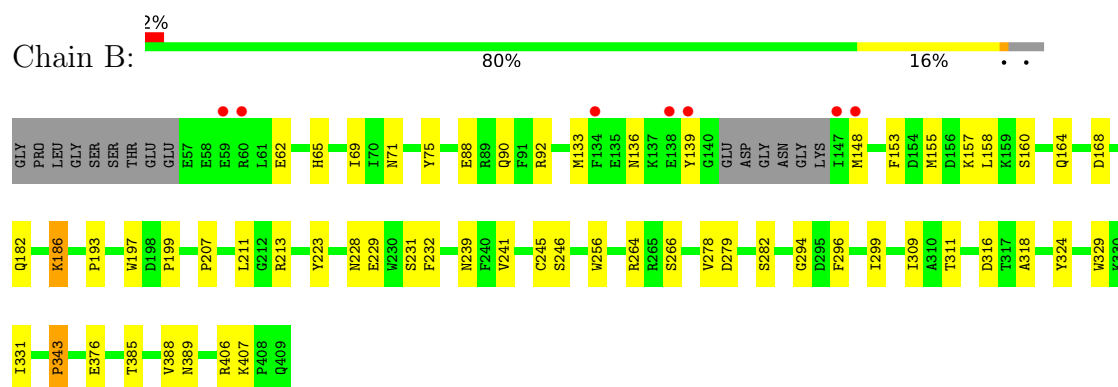 2%
Chain B:
80% 16% • •
GLY PRO LEU GLY SER SER THR GLU GLU E57 E58 E59 R60 L61 E62 H65 I69 I70 N71 Y75 E88 R89 Q90 F91 R92 M133 F134 E135 N136 K137 E138 Y139 G140 GLU ASP GLY ASN GLY LYS I147 M148 F153 D154 M155 D156 K157 L158 K159 S160 Q164 D168
Q182 K186 P193 W197 D198 P199 P207 L211 G212 R213 Y223 N228 E229 W230 S231 F232 N239 F240 V241 C245 S246 W256 R264 R265 S266 V278 D279 S282 G294 D295 F296 I299 I309 A310 T311 D316 T317 A318 Y324 W329 K330
I331 P343 E376 T385 V388 N389 R406 K407 P408 Q409